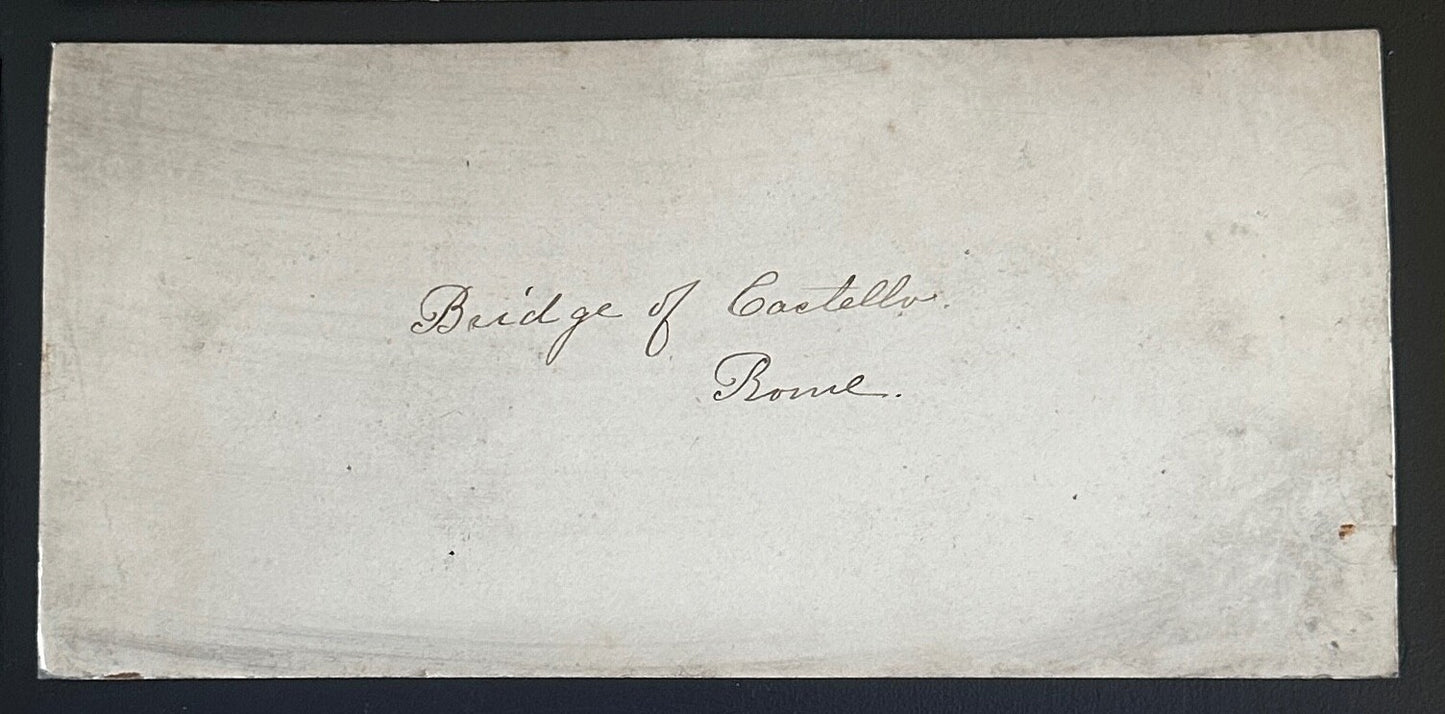 Bridge of Castello.
Rome.